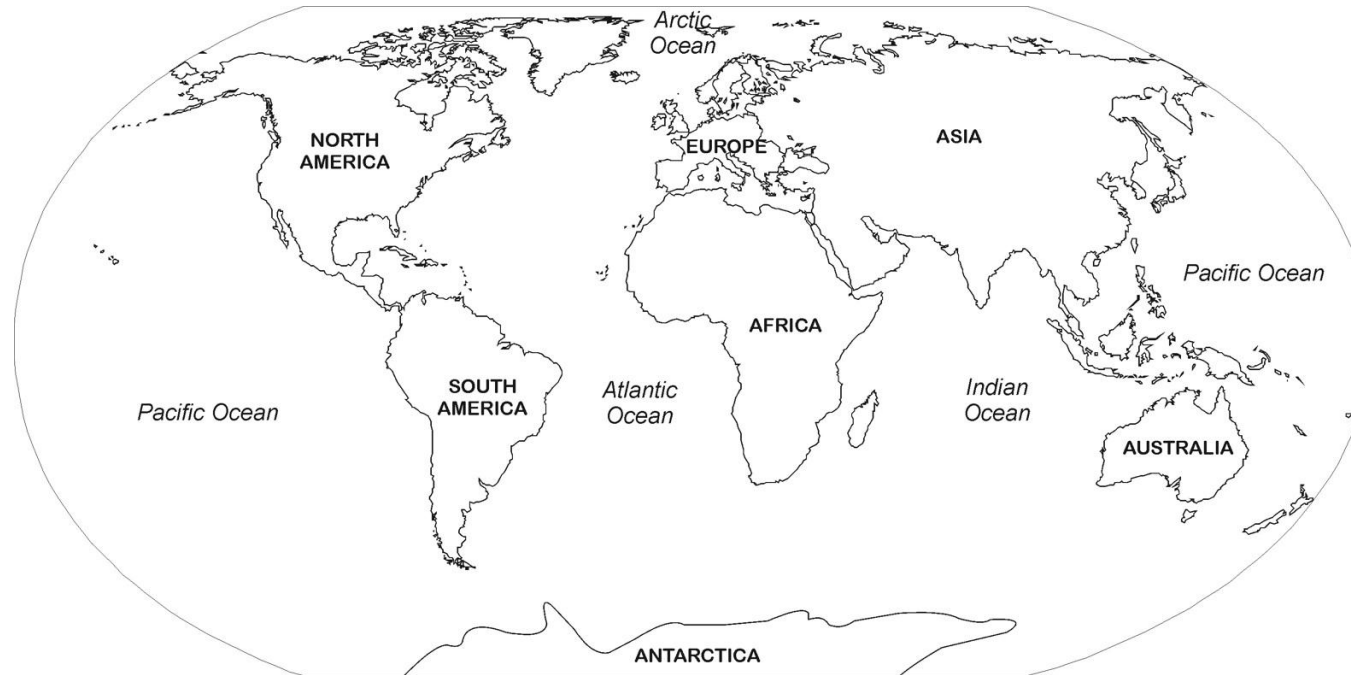 Arctic
Ocean
NORTH
AMERICA
EUROPE
ASIA
Pacific Ocean
AFRICA
SOUTH
AMERICA
Atlantic
Ocean
Indian
Ocean
Pacific Ocean
AUSTRALIA
ANTARCTICA